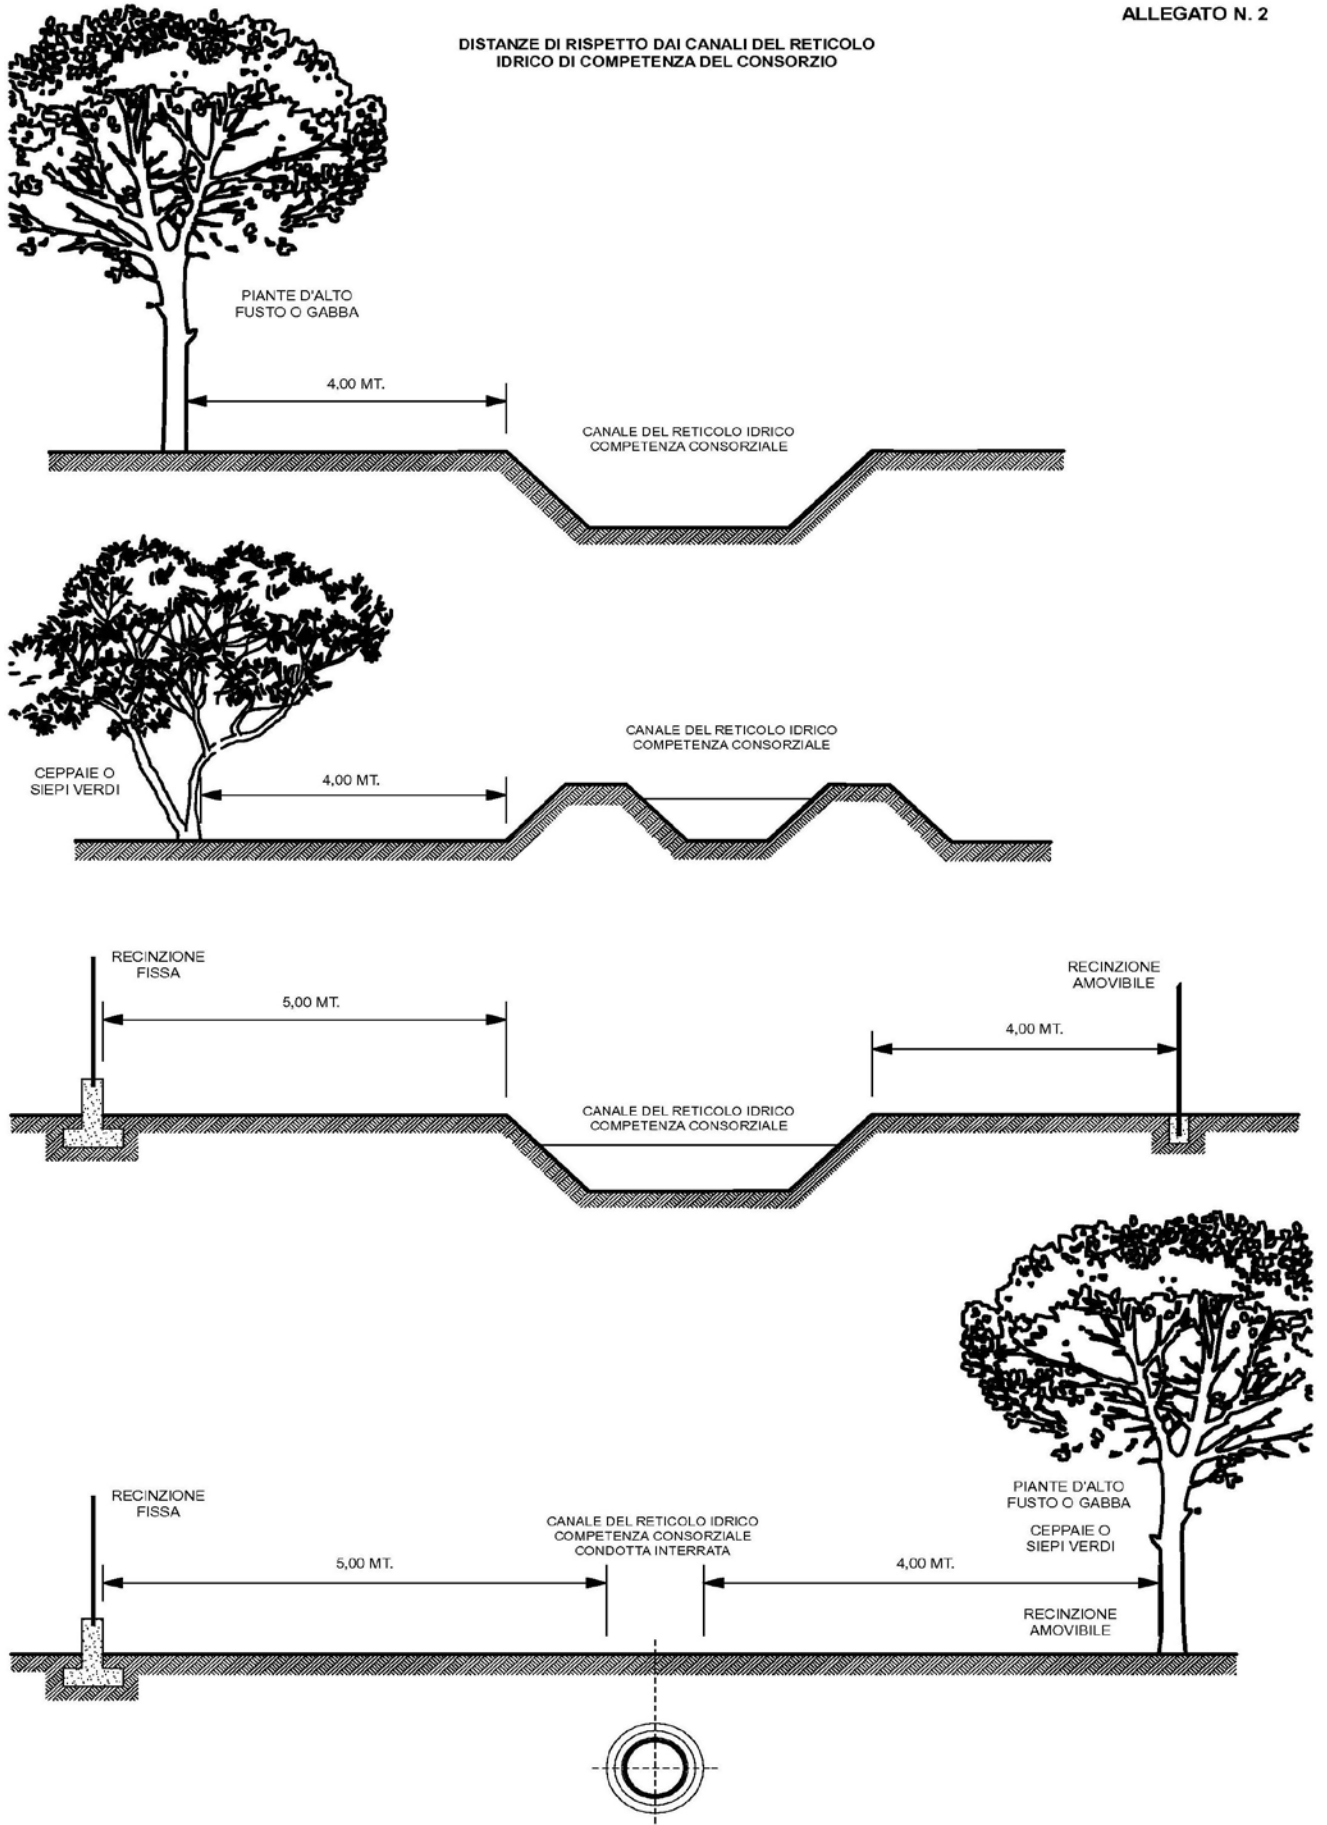 ALLEGATO N. 2
DISTANZE DI RISPETTO DAI CANALI DEL RETICOLO
IDRICO DI COMPETENZA DEL CONSORZIO
PIANTE D'ALTO
FUSTO O GABBA
4,00 MT.
CANALE DEL RETICOLO IDRICO
COMPETENZA CONSORZIALE
CANALE DEL RETICOLO IDRICO
COMPETENZA CONSORZIALE
CEPPAIE O
SIEPI VERDI
4,00 MT.
RECINZIONE
FISSA
5,00 MT.
RECINZIONE
AMOVIBILE
4,00 MT.
CANALE DEL RETICOLO IDRICO
COMPETENZA CONSORZIALE
RECINZIONE
FISSA
5,00 MT.
CANALE DEL RETICOLO IDRICO
COMPETENZA CONSORZIALE
CONDOTTA INTERRATA
4,00 MT.
PIANTE D'ALTO
FUSTO O GABBA
CEPPAIE O
SIEPI VERDI
RECINZIONE
AMOVIBILE